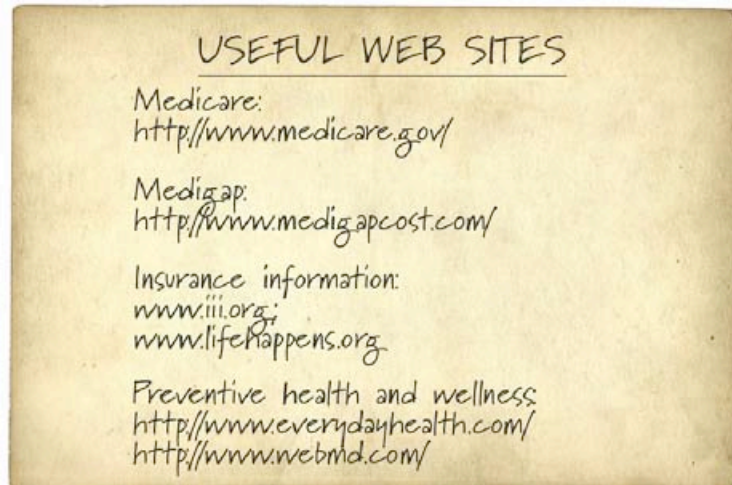 USEFUL WEB SITES
Medicare:
http://www.medicare.gov/
Medigap:
http://www.medigapcost.com/
Insurance information:
www.iii.org;
www.lifehappens.org
Preventive health and wellness:
http://www.everydayhealth.com/
http://www.webmd.com/